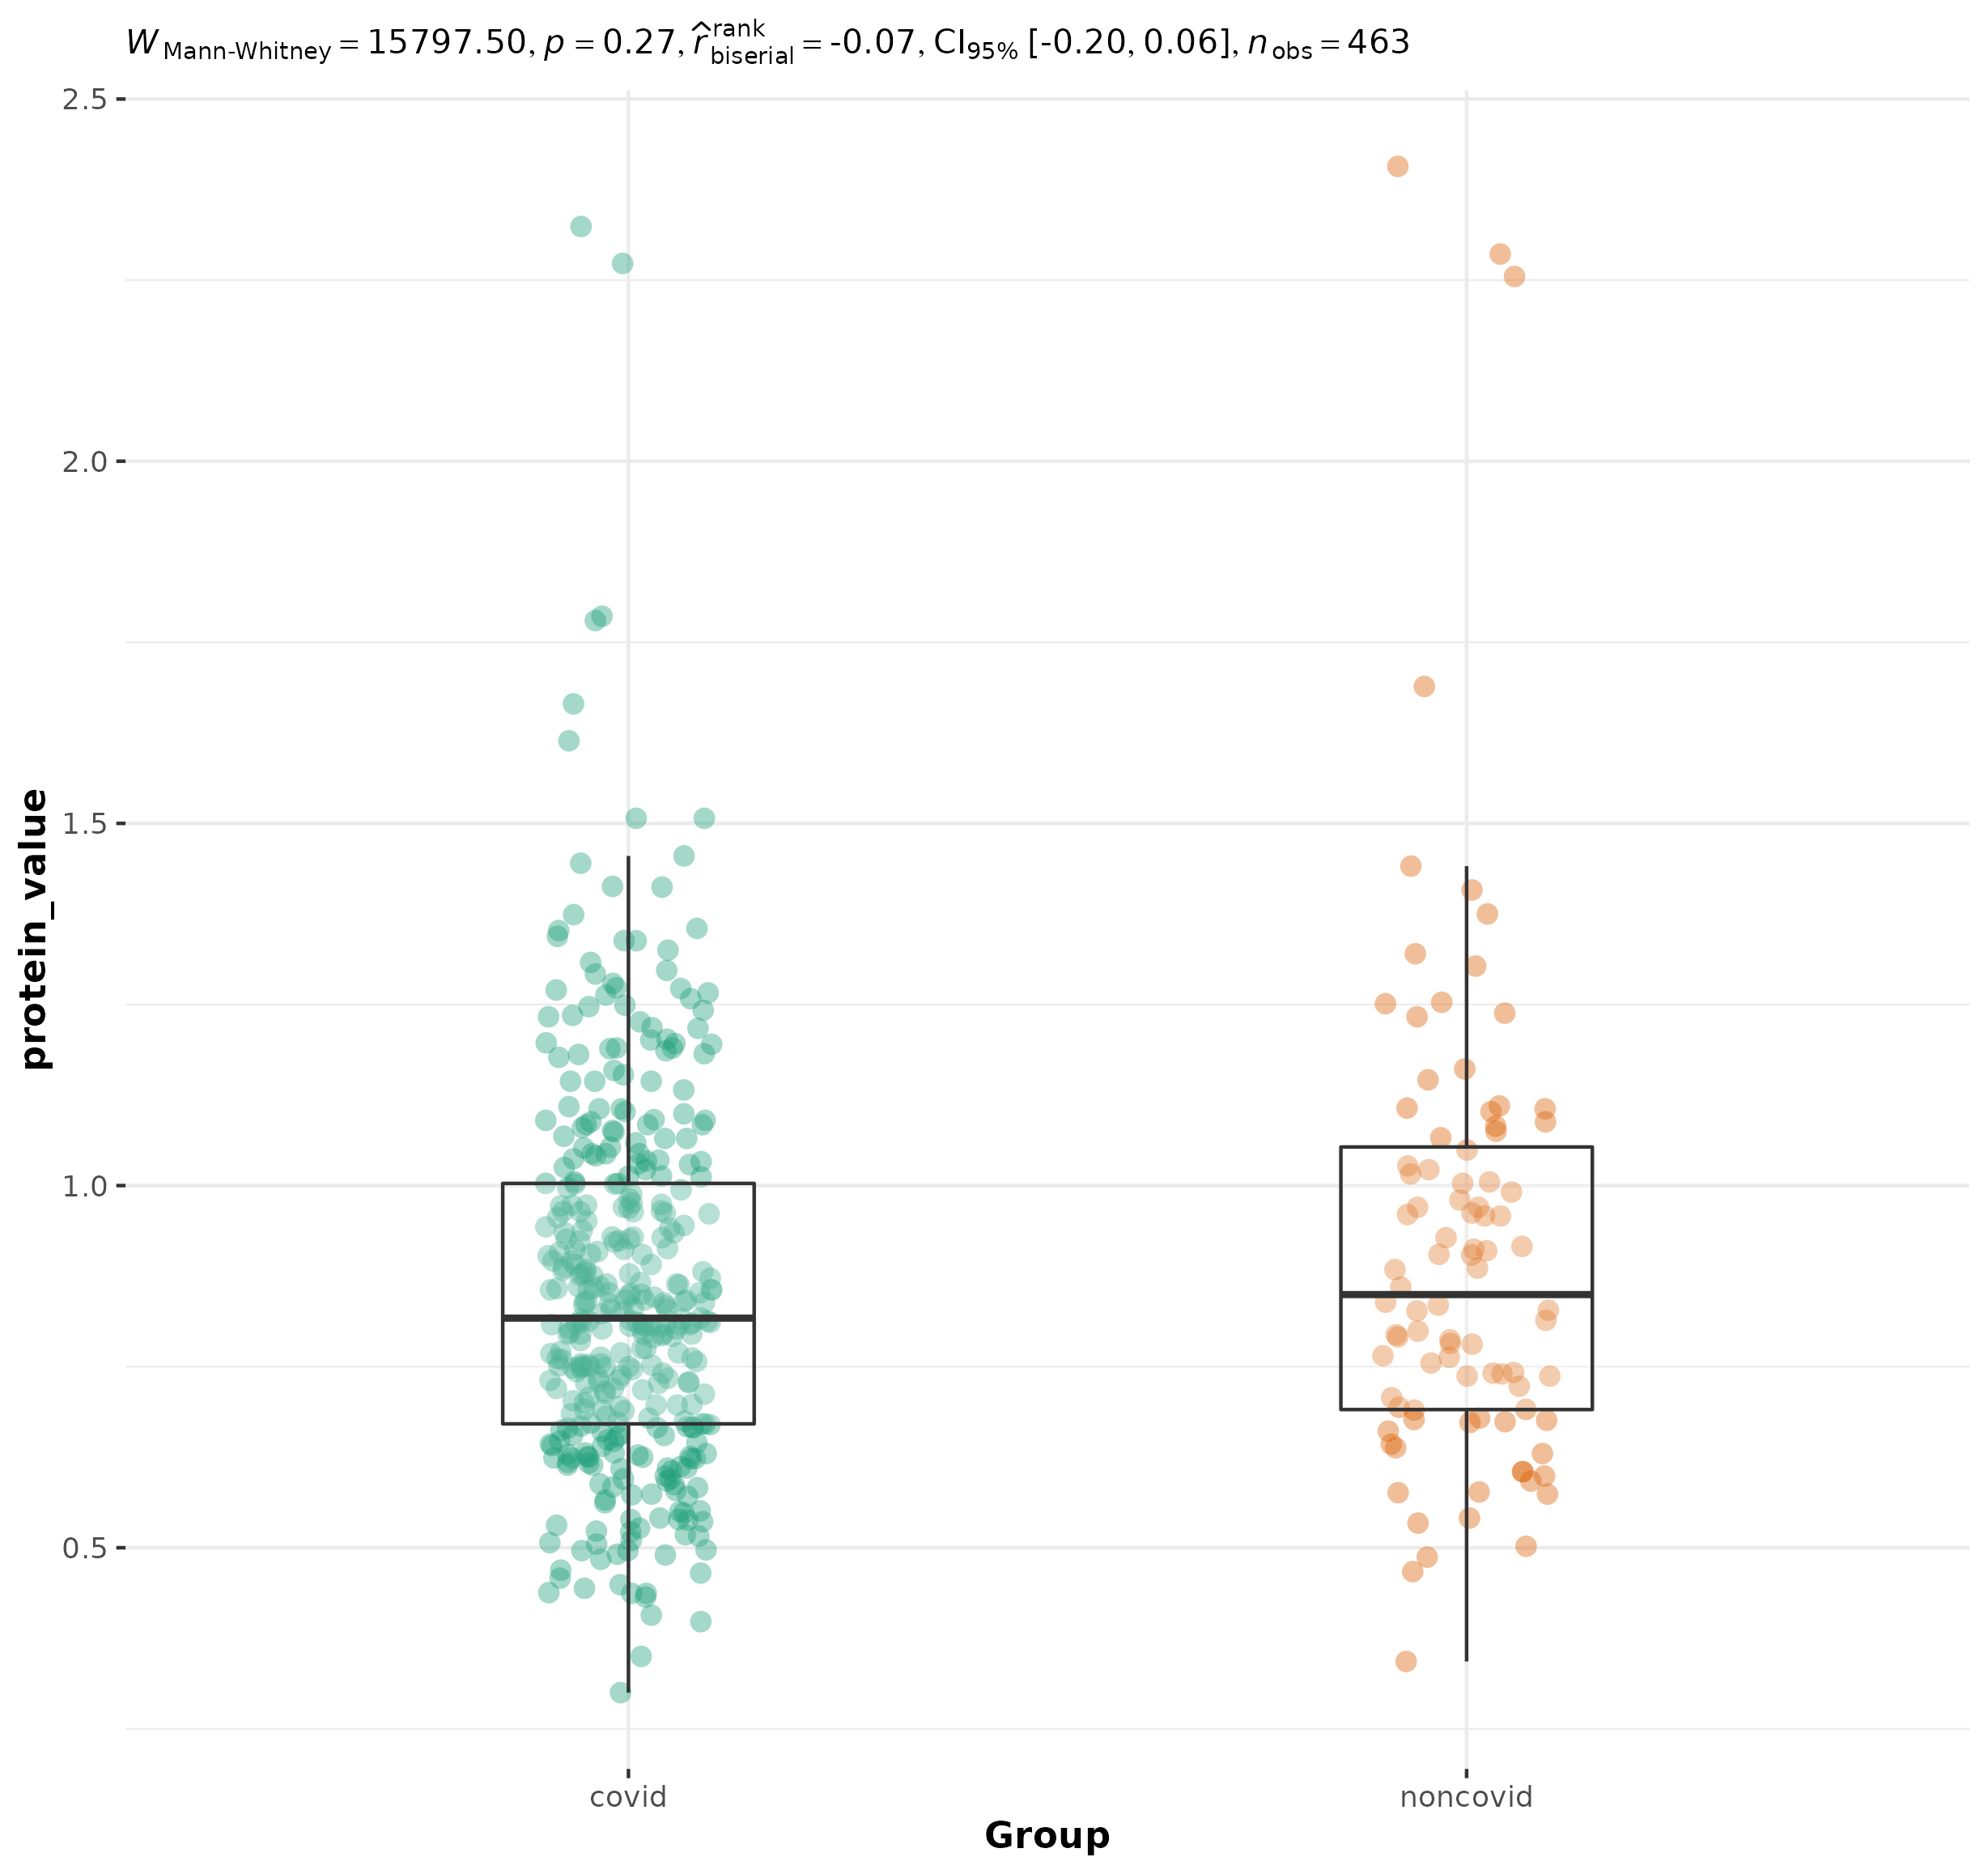 W Mann-Whitney = 15797.50, p = 0.27, r̂ rank biserial = -0.07, CI95% [-0.20, 0.06], n obs = 463
2.5
2.0
1.5
1.0
0.5
protein_value
covid noncovid
Group